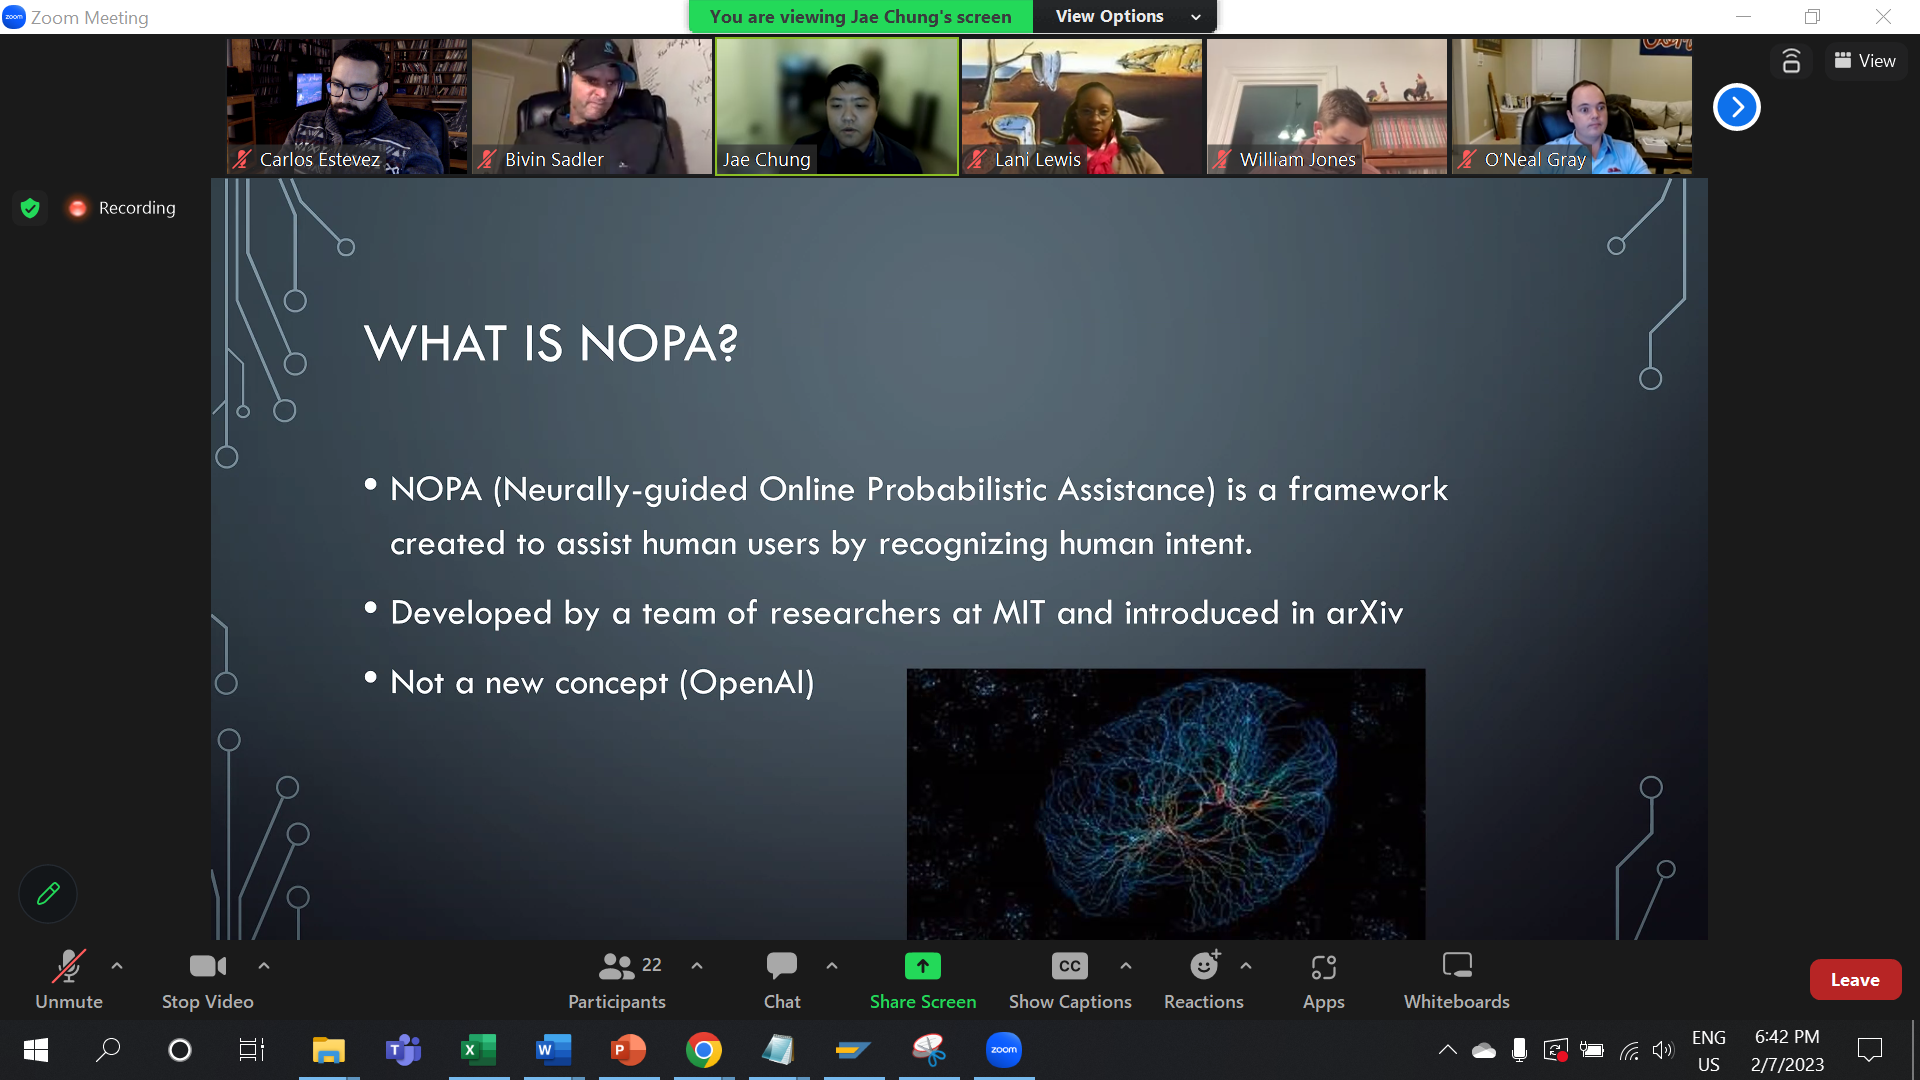 zoom Zoom Meeting
You are viewing Jae Chung's screen
View Options
Carlos Estevez
Bivin Sadler
Jae Chung
Lani Lewis
William Jones
O'Neal Gray
View
Recording
WHAT IS NOPA?
• NOPA (Neurally-guided Online Probabilistic Assistance) is a framework
created to assist human users by recognizing human intent.
• Developed by a team of researchers at MIT and introduced in arXiv
• Not a new concept (OpenAI)
Unmute
Stop Video
22
Participants
Chat
Share Screen
CC
Show Captions
Reactions
Apps
Whiteboards
Leave
T
X
W
P
zoom
ENG
US
6:42 PM
2/7/2023